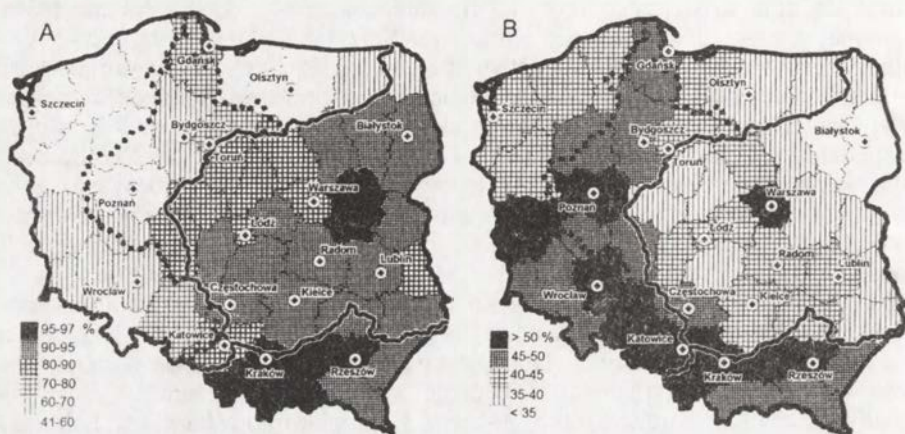 A
Gdańsk
Olsztyn
Szczecin
Bydgoszcz
Białystok
Toruń
Warszawa
Poznań
Łódź
Radom
Lublin
Wrocław
Częstochowa
Kielce
Katowice
Kraków
Rzeszów
95-97 %
90-95
80-90
70-80
60-70
41-60
B
Gdańsk
Olsztyn
Szczecin
Bydgoszcz
Białystok
Toruń
Warszawa
Poznań
Łódź
Radom
Lublin
Wrocław
Częstochowa
Kielce
Katowice
Kraków
Rzeszów
> 50 %
45-50
40-45
35-40
< 35